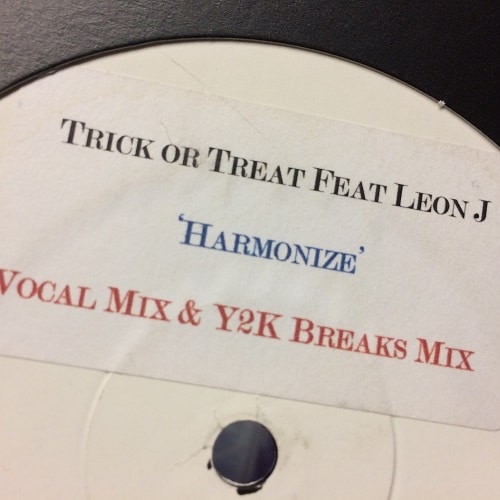 Trick or Treat Feat Leon J
'Harmonize'
Vocal Mix & Y2K Breaks Mix